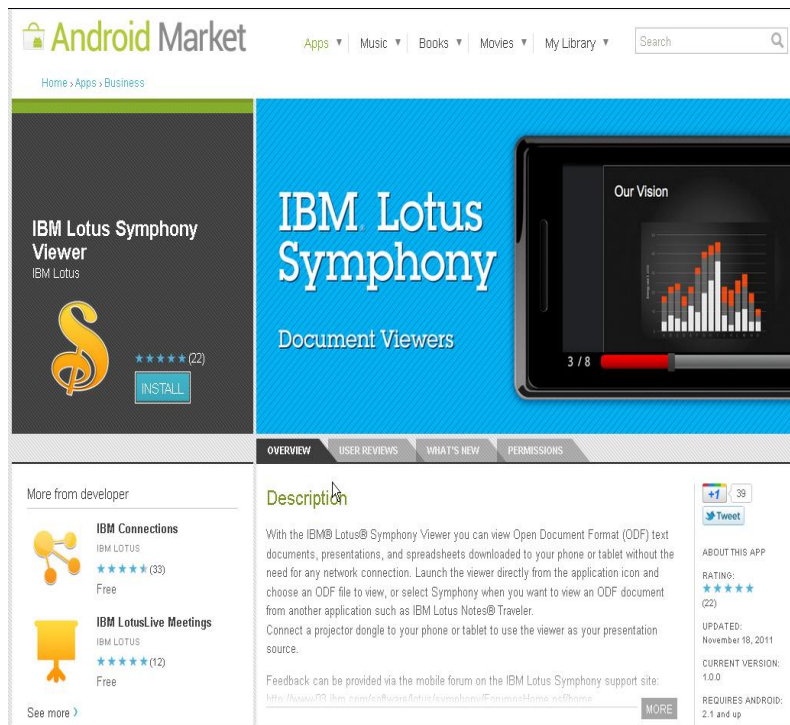 Android Market
Apps Music Books Movies My Library Search
Home › Apps › Business
IBM Lotus Symphony
Viewer
IBM Lotus
(22)
INSTALL
IBM Lotus
Symphony
Document Viewers
Our Vision
3 / 8
OVERVIEW USER REVIEWS WHAT'S NEW PERMISSIONS
More from developer
IBM Connections
IBM LOTUS
(33)
Free
IBM LotusLive Meetings
IBM LOTUS
(12)
Free
See more ›
Description
With the IBM® Lotus® Symphony Viewer you can view Open Document Format (ODF) text
documents, presentations, and spreadsheets downloaded to your phone or tablet without the
need for any network connection. Launch the viewer directly from the application icon and
choose an ODF file to view, or select Symphony when you want to view an ODF document
from another application such as IBM Lotus Notes® Traveler.
Connect a projector dongle to your phone or tablet to use the viewer as your presentation
source.
Feedback can be provided via the mobile forum on the IBM Lotus Symphony support site:
MORE
+1 39
Tweet
ABOUT THIS APP
RATING:
(22)
UPDATED:
November 18, 2011
CURRENT VERSION:
1.0.0
REQUIRES ANDROID:
2.1 and up